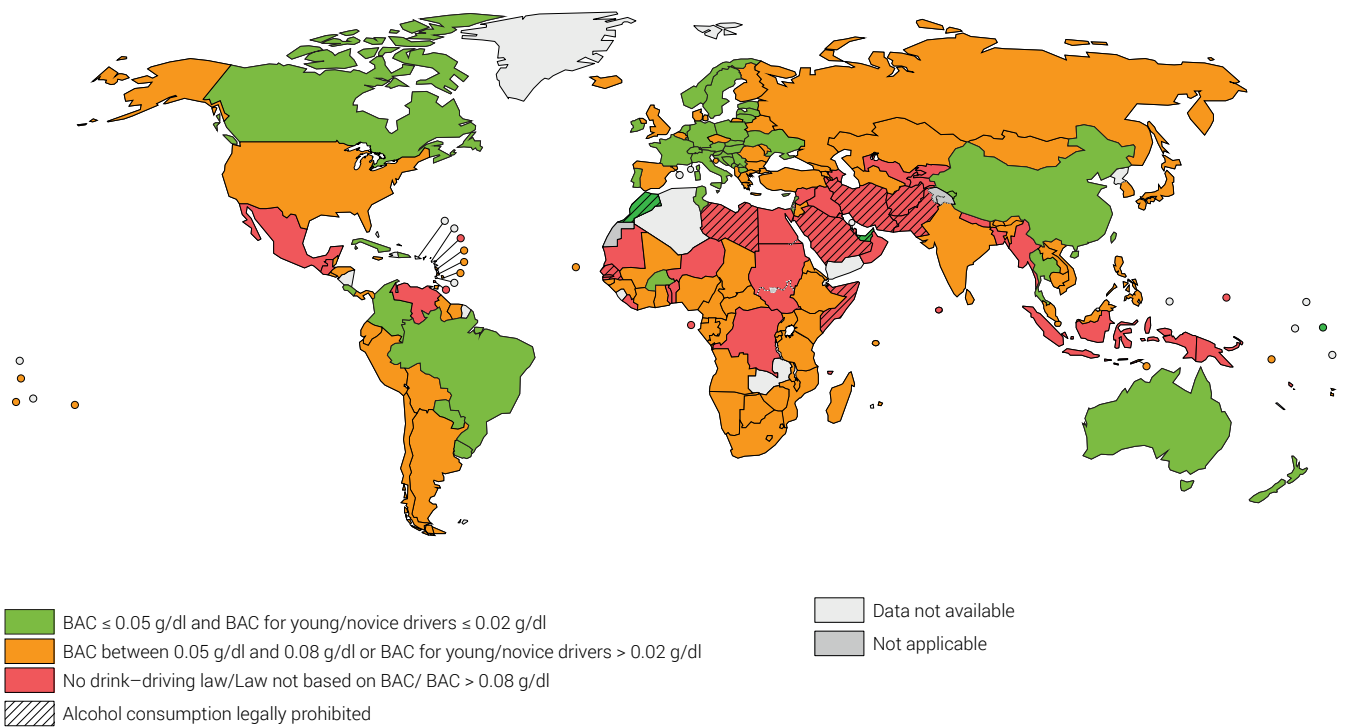 BAC ≤ 0.05 g/dl and BAC for young/novice drivers ≤ 0.02 g/dl
BAC between 0.05 g/dl and 0.08 g/dl or BAC for young/novice drivers > 0.02 g/dl
No drink–driving law/Law not based on BAC/ BAC > 0.08 g/dl
Alcohol consumption legally prohibited
Data not available
Not applicable